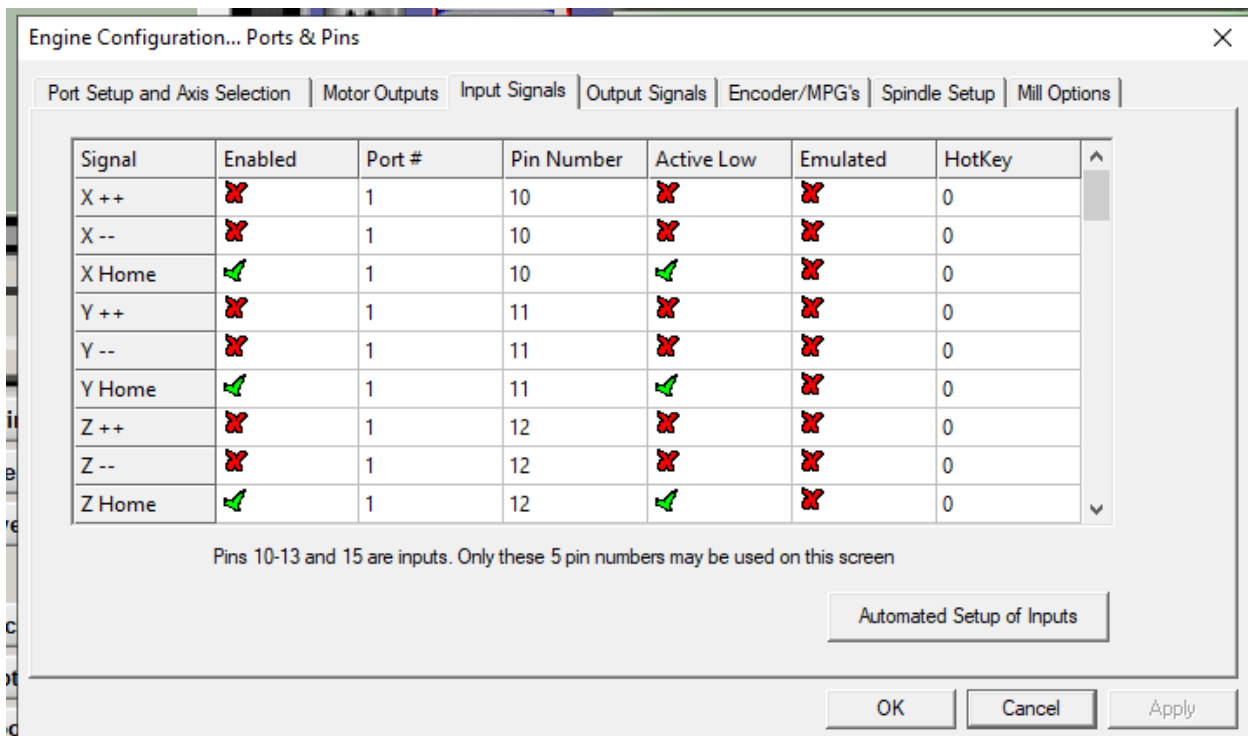 Engine Configuration... Ports & Pins
Port Setup and Axis Selection Motor Outputs Input Signals Output Signals Encoder/MPG's Spindle Setup Mill Options
Signal Enabled Port # Pin Number Active Low Emulated HotKey
X ++ 1 10 0
X -- 1 10 0
X Home 1 10 0
Y ++ 1 11 0
Y -- 1 11 0
Y Home 1 11 0
Z ++ 1 12 0
Z -- 1 12 0
Z Home 1 12 0
Pins 10-13 and 15 are inputs. Only these 5 pin numbers may be used on this screen
Automated Setup of Inputs
OK Cancel Apply